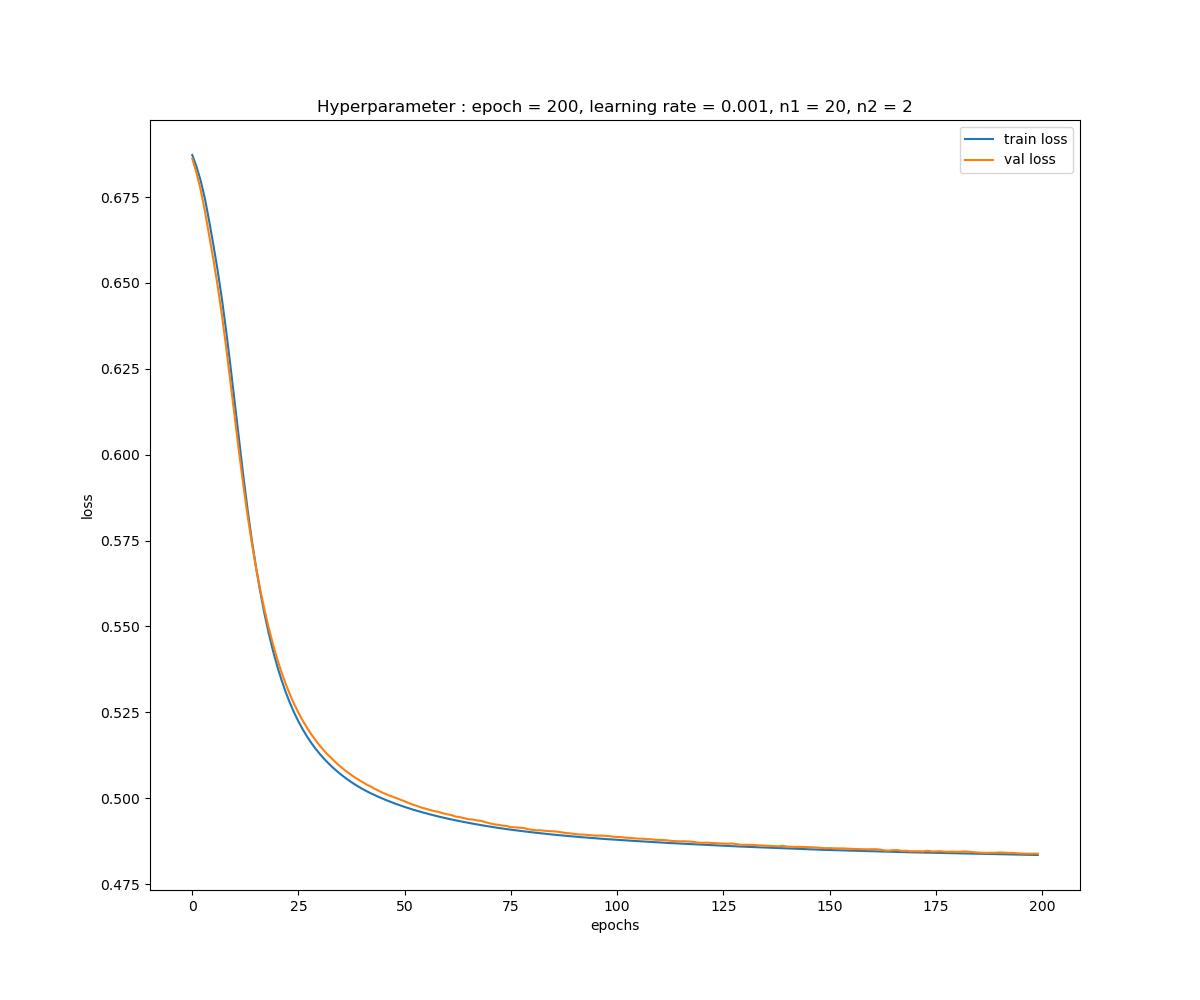 Hyperparameter : epoch = 200, learning rate = 0.001, n1 = 20, n2 = 2
train loss
val loss
0.675
0.650
0.625
0.600
0.575
0.550
0.525
0.500
0.475
loss
0 25 50 75 100 125 150 175 200
epochs